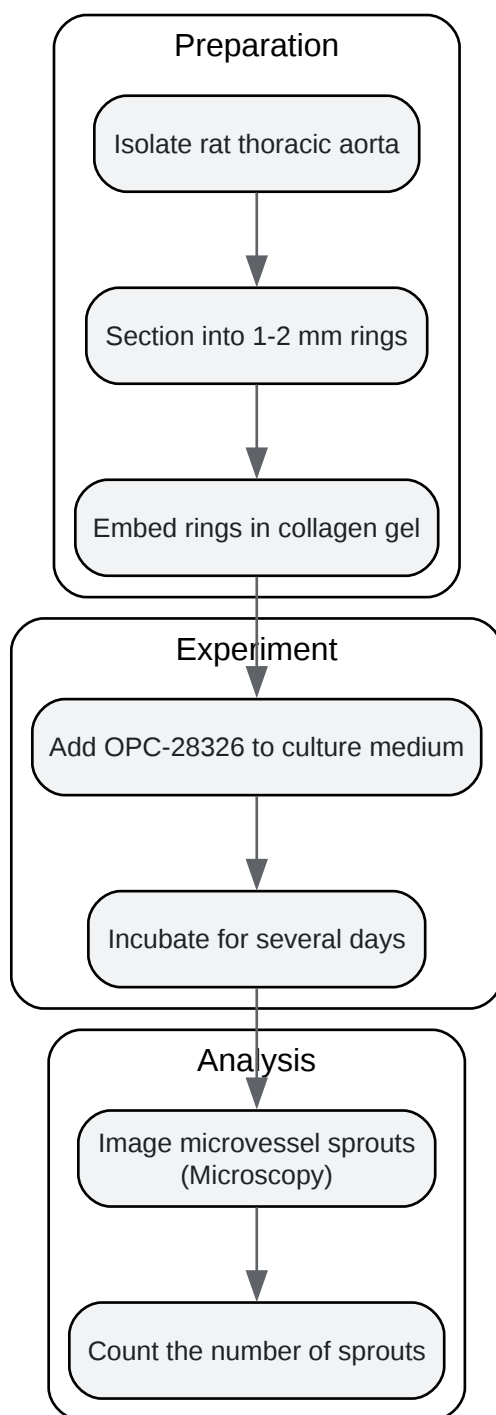 Preparation
Isolate rat thoracic aorta
Section into 1-2 mm rings
Embed rings in collagen gel
Experiment
Add OPC-28326 to culture medium
Incubate for several days
Analysis
Image microvessel sprouts
(Microscopy)
Count the number of sprouts